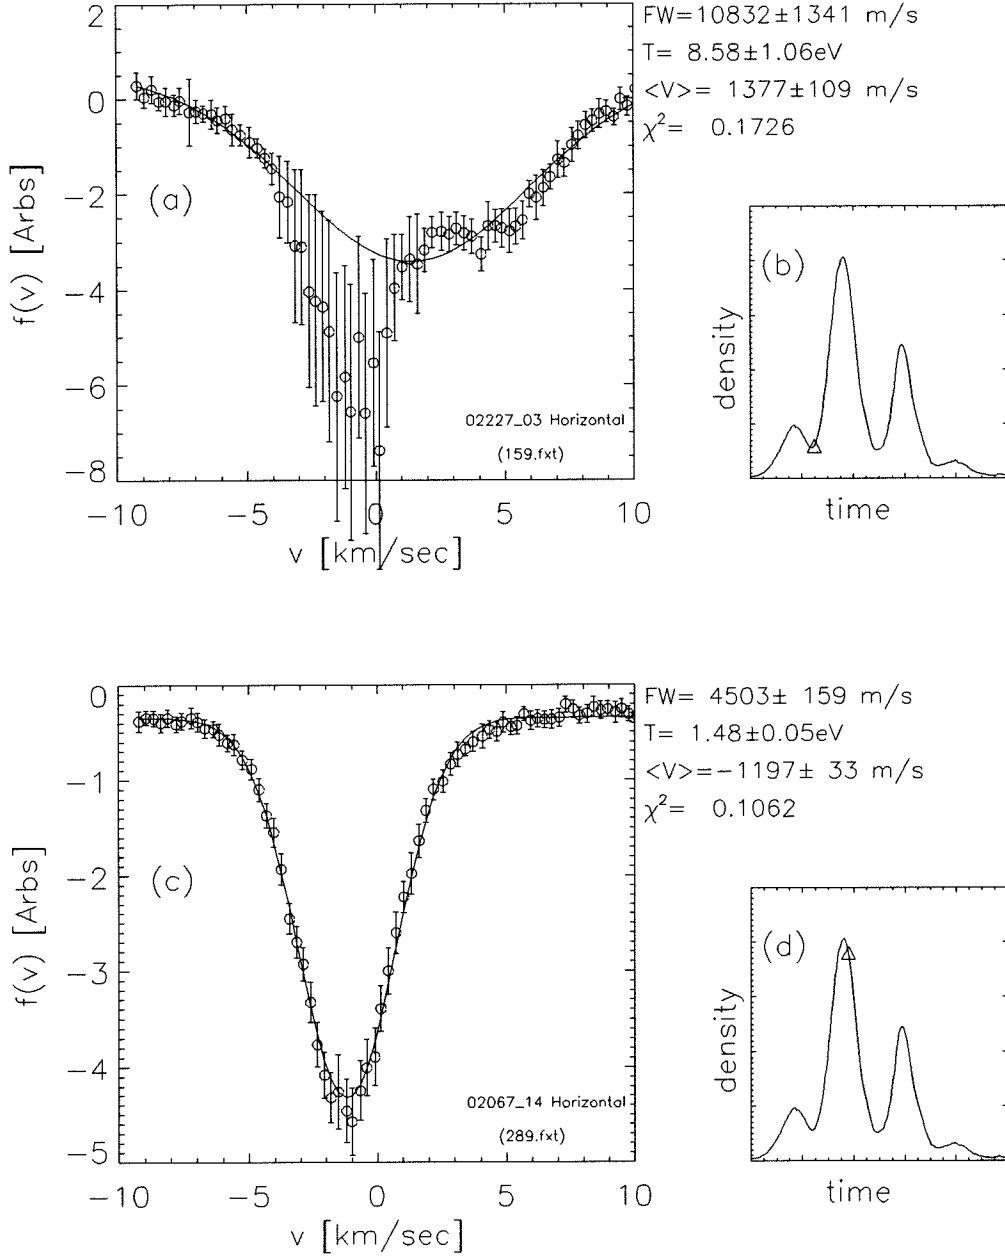 FW=10832±1341 m/s
T= 8.58±1.06eV
<V>= 1377±109 m/s
χ²= 0.1726
2
0
−2
−4
−6
−8
f(v) [Arbs]
(a)
02227_03 Horizontal
(159.fxt)
−10
−5
0
5
10
v [km/sec]
(b)
density
time
FW= 4503± 159 m/s
T= 1.48±0.05eV
<V>=−1197± 33 m/s
χ²= 0.1062
0
−1
−2
−3
−4
−5
f(v) [Arbs]
(c)
02067_14 Horizontal
(289.fxt)
−10
−5
0
5
10
v [km/sec]
(d)
density
time